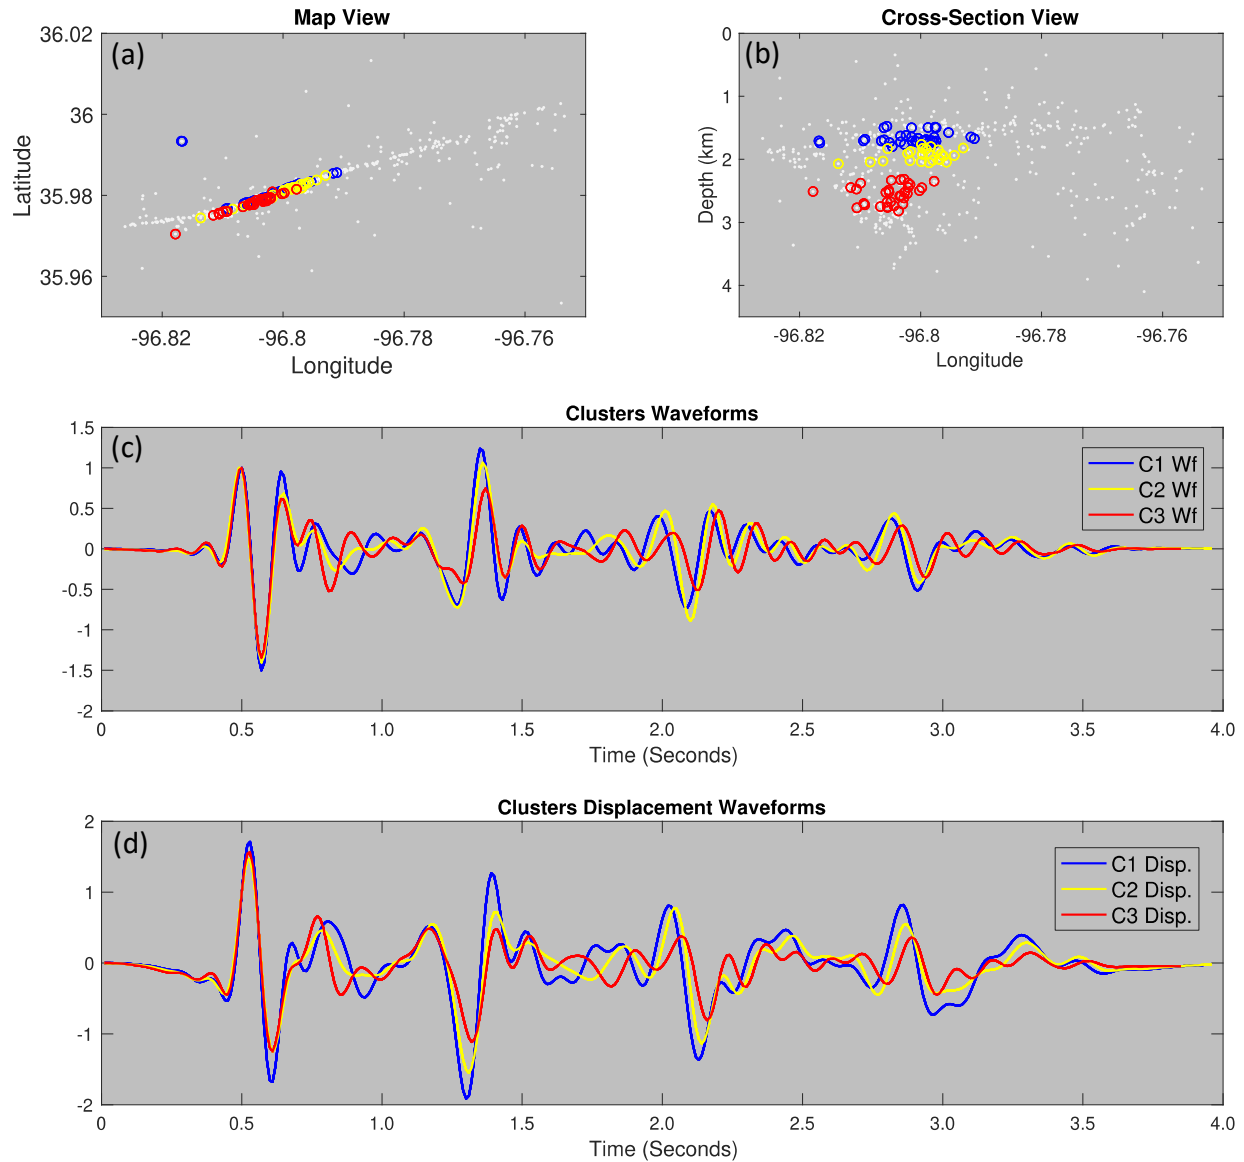 Map View
(a)
36.02
36
35.98
35.96
Latitude
-96.82
-96.8
-96.78
-96.76
Longitude
Cross-Section View
(b)
0
1
2
3
4
Depth (km)
-96.82
-96.8
-96.78
-96.76
Longitude
Clusters Waveforms
(c)
1.5
1
0.5
0
-0.5
-1
-1.5
-2
C1 Wf
C2 Wf
C3 Wf
0
0.5
1.0
1.5
2.0
2.5
3.0
3.5
4.0
Time (Seconds)
Clusters Displacement Waveforms
(d)
2
1
0
-1
-2
C1 Disp.
C2 Disp.
C3 Disp.
0
0.5
1.0
1.5
2.0
2.5
3.0
3.5
4.0
Time (Seconds)